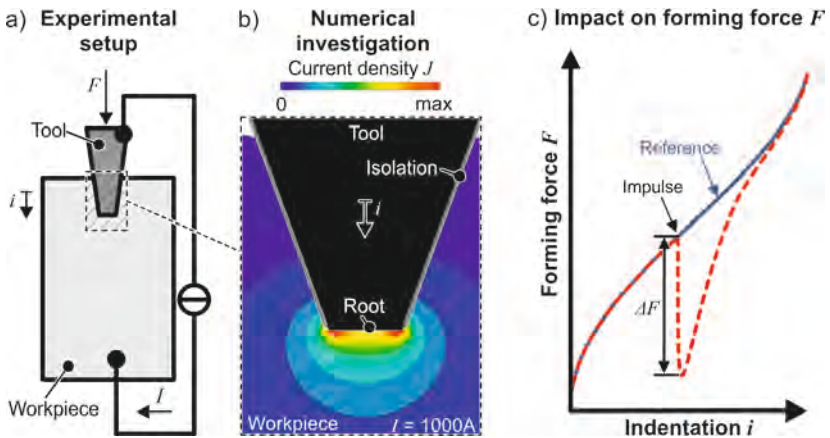 a) Experimental
setup
F
Tool
i
Workpiece
I
b) Numerical
investigation
Current density J
0 max
Tool
Isolation
i
Root
Workpiece I = 1000A
c) Impact on forming force F
Forming force F
Reference
Impulse
ΔF
Indentation i